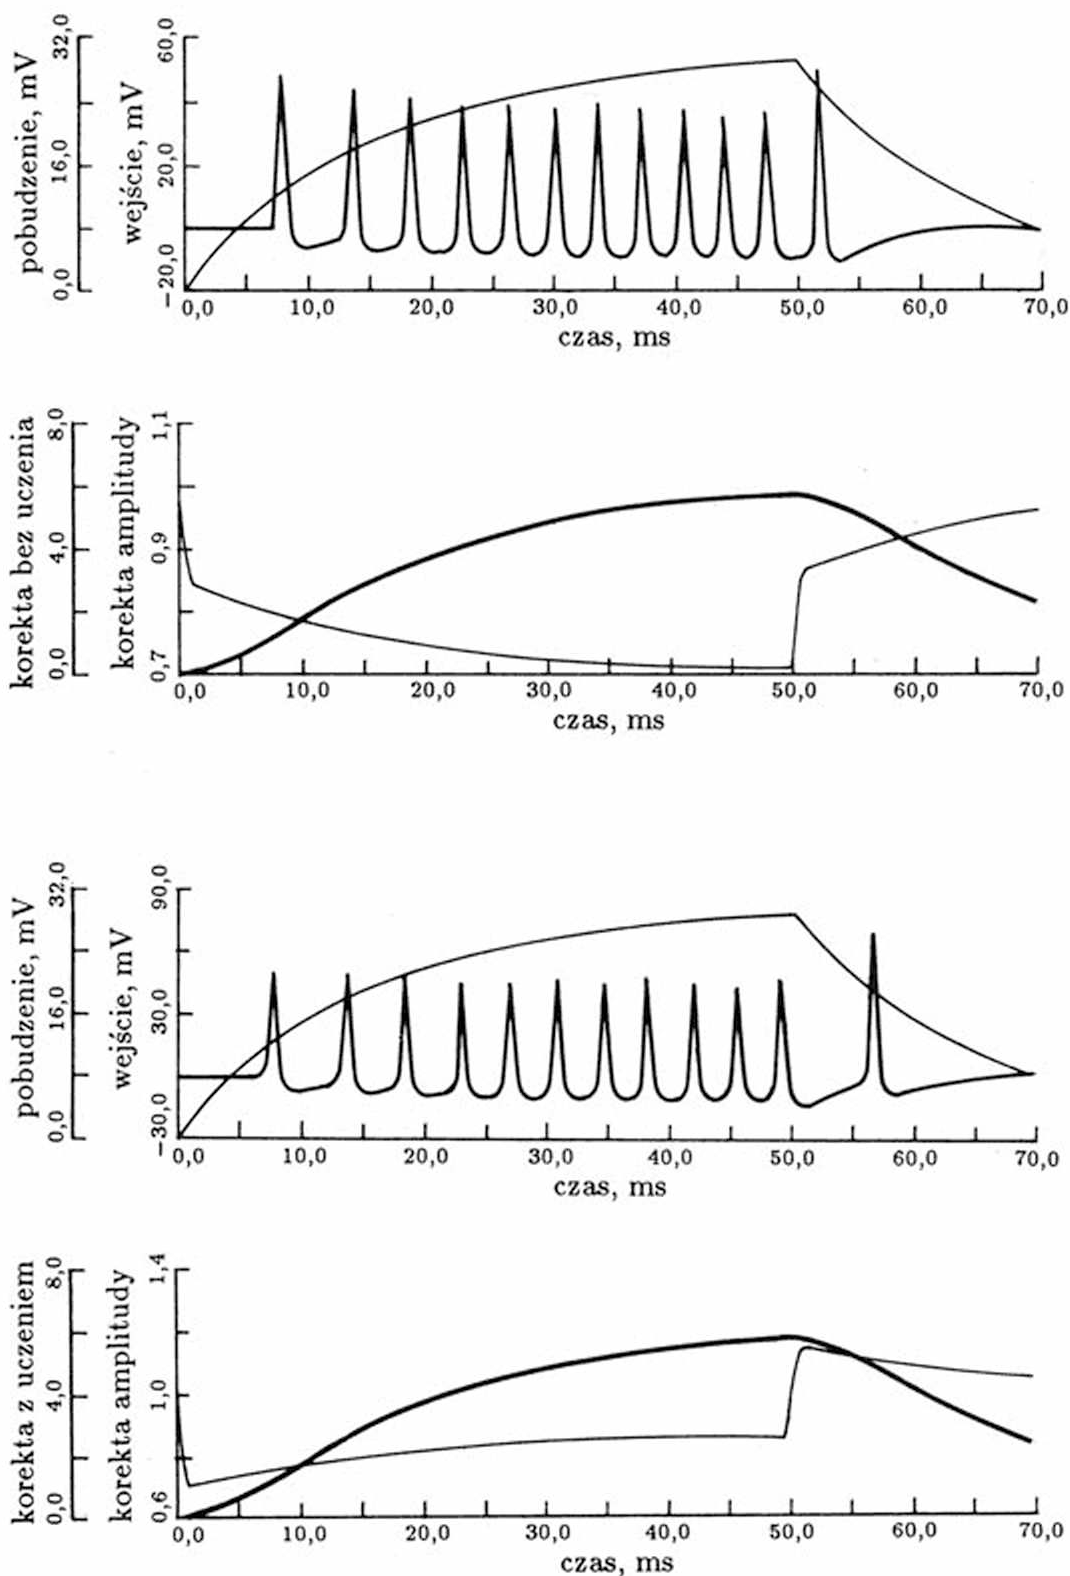 pobudzenie, mV
0,0 16,0 32,0
wejście, mV
−20,0 20,0 60,0
0,0 10,0 20,0 30,0 40,0 50,0 60,0 70,0
czas, ms
korekta bez uczenia
0,0 4,0 8,0
korekta amplitudy
0,7 0,9 1,1
0,0 10,0 20,0 30,0 40,0 50,0 60,0 70,0
czas, ms
pobudzenie, mV
0,0 16,0 32,0
wejście, mV
−30,0 30,0 90,0
0,0 10,0 20,0 30,0 40,0 50,0 60,0 70,0
czas, ms
korekta z uczeniem
0,0 4,0 8,0
korekta amplitudy
0,6 1,0 1,4
0,0 10,0 20,0 30,0 40,0 50,0 60,0 70,0
czas, ms